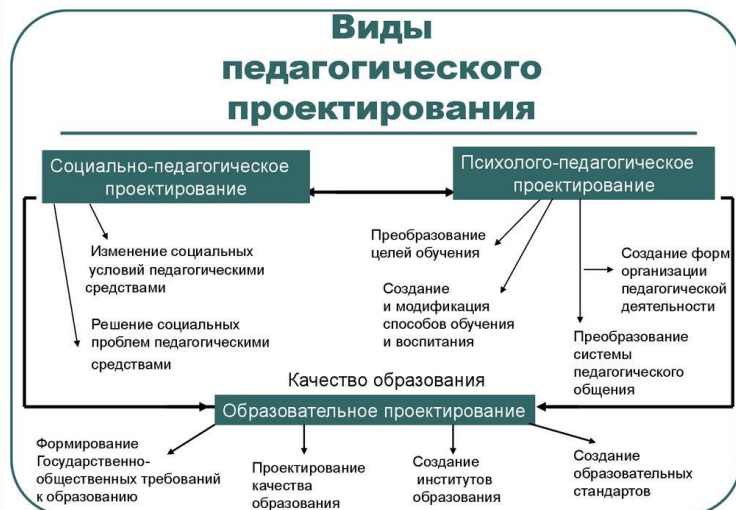 Виды
педагогического
проектирования
Социально-педагогическое
проектирование
Психолого-педагогическое
проектирование
Изменение социальных
условий педагогическими
средствами
Решение социальных
проблем педагогическими
средствами
Преобразование
целей обучения
Создание
и модификация
способов обучения
и воспитания
Создание форм
организации
педагогической
деятельности
Преобразование
системы
педагогического
общения
Качество образования
Образовательное проектирование
Формирование
Государственно-
общественных требований
к образованию
Проектирование
качества
образования
Создание
институтов
образования
Создание
образовательных
стандартов